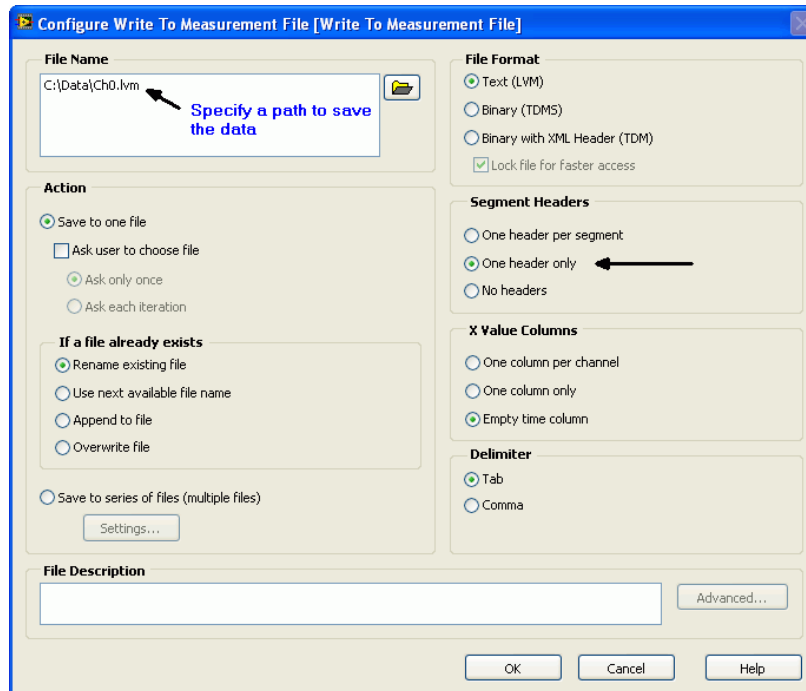 Configure Write To Measurement File [Write To Measurement File]
File Name
C:\Data\Ch0.lvm
Specify a path to save
the data
Action
Save to one file
Ask user to choose file
Ask only once
Ask each iteration
If a file already exists
Rename existing file
Use next available file name
Append to file
Overwrite file
Save to series of files (multiple files)
Settings...
File Format
Text (LVM)
Binary (TDMS)
Binary with XML Header (TDM)
Lock file for faster access
Segment Headers
One header per segment
One header only
No headers
X Value Columns
One column per channel
One column only
Empty time column
Delimiter
Tab
Comma
File Description
Advanced...
OK
Cancel
Help